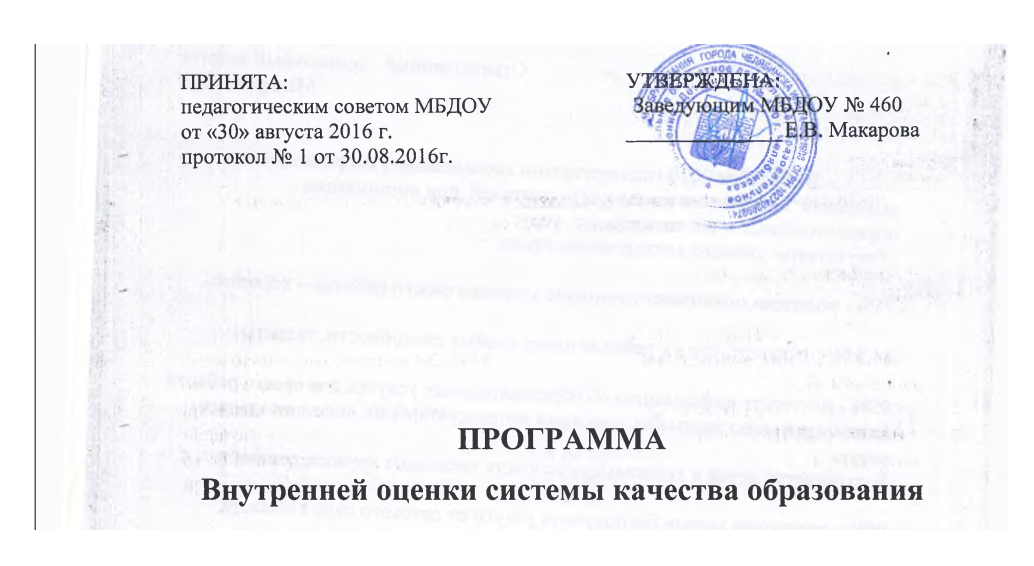 ПРИНЯТА:
педагогическим советом МБДОУ
от «30» августа 2016 г.
протокол № 1 от 30.08.2016г.
УТВЕРЖДЕНА:
Заведующим МБДОУ № 460
________________ Е.В. Макарова
ПРОГРАММА
Внутренней оценки системы качества образования